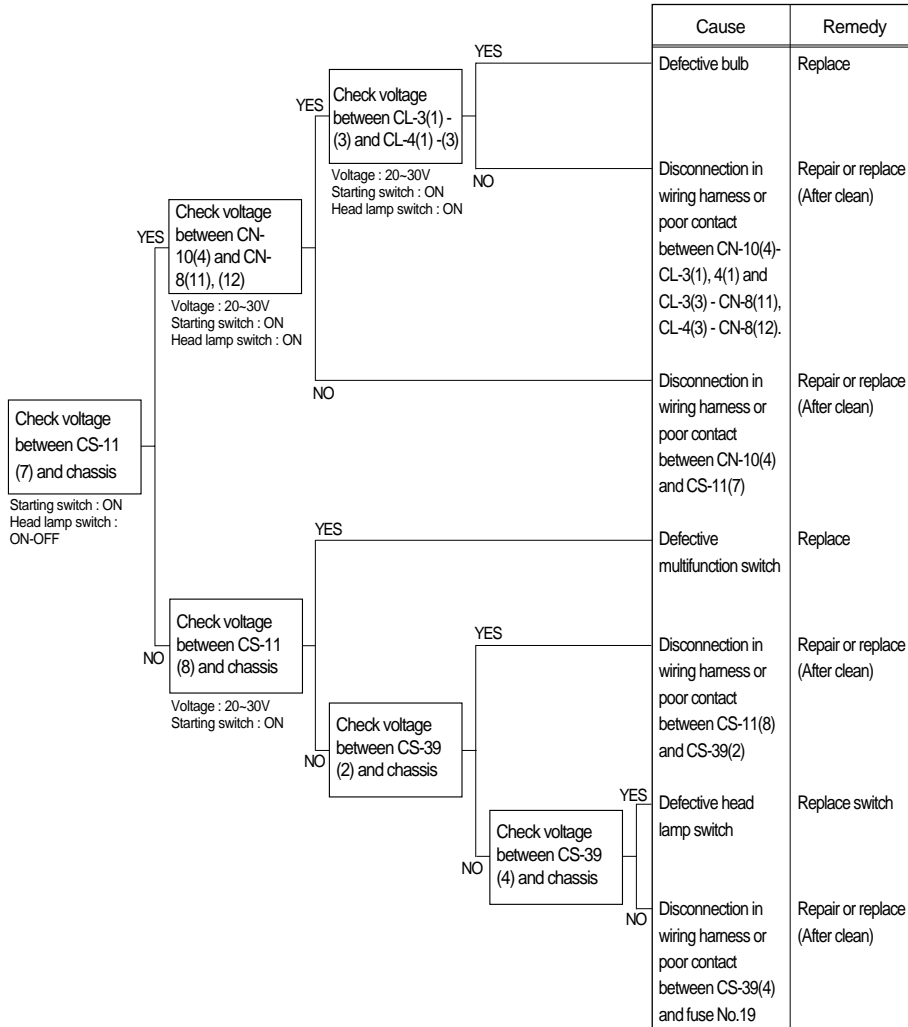 Cause
Remedy
YES
Defective bulb
Replace
YES
Check voltage
between CL-3(1) -
(3) and CL-4(1) -(3)
Voltage : 20~30V
Starting switch : ON
Head lamp switch : ON
NO
Disconnection in
wiring harness or
poor contact
between CN-10(4)-
CL-3(1), 4(1) and
CL-3(3) - CN-8(11),
CL-4(3) - CN-8(12).
Repair or replace
(After clean)
YES
Check voltage
between CN-
10(4) and CN-
8(11), (12)
Voltage : 20~30V
Starting switch : ON
Head lamp switch : ON
NO
Disconnection in
wiring harness or
poor contact
between CN-10(4)
and CS-11(7)
Repair or replace
(After clean)
Check voltage
between CS-11
(7) and chassis
Starting switch : ON
Head lamp switch :
ON-OFF
YES
Defective
multifunction switch
Replace
NO
Check voltage
between CS-11
(8) and chassis
Voltage : 20~30V
Starting switch : ON
YES
Disconnection in
wiring harness or
poor contact
between CS-11(8)
and CS-39(2)
Repair or replace
(After clean)
NO
Check voltage
between CS-39
(2) and chassis
YES
Defective head
lamp switch
Replace switch
NO
Check voltage
between CS-39
(4) and chassis
NO
Disconnection in
wiring harness or
poor contact
between CS-39(4)
and fuse No.19
Repair or replace
(After clean)